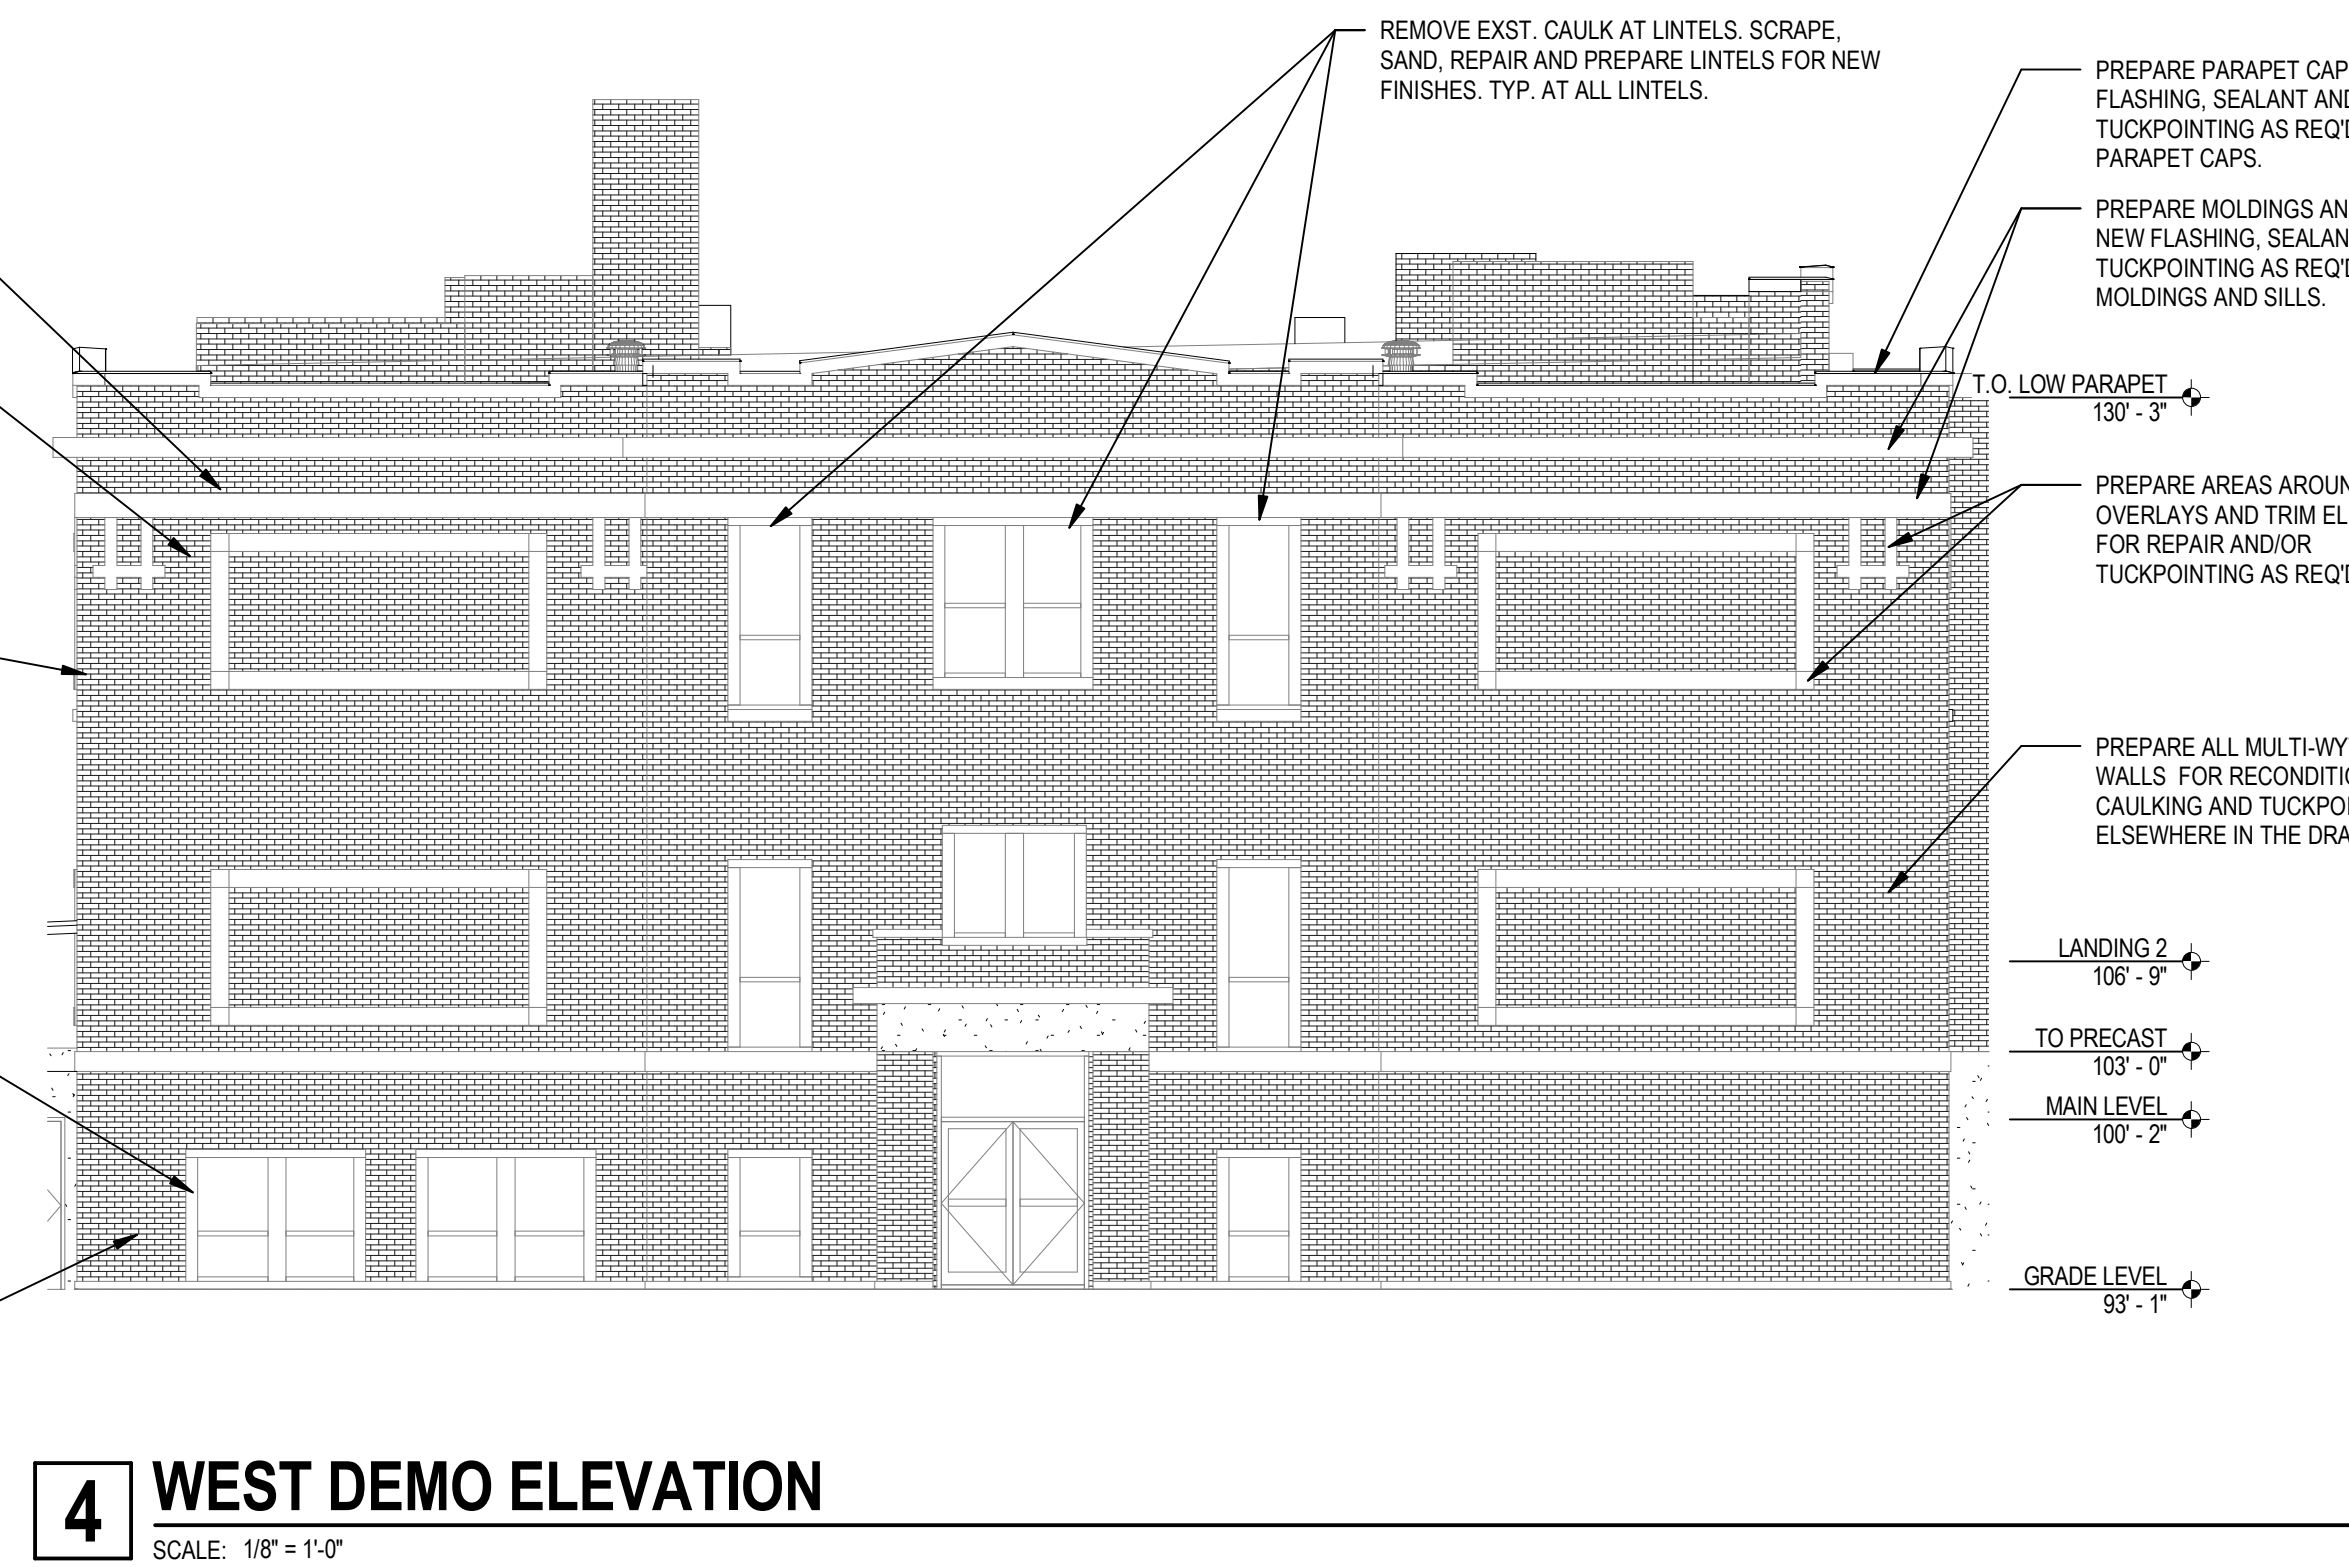 REMOVE EXST. CAULK AT LINTELS. SCRAPE,
SAND, REPAIR AND PREPARE LINTELS FOR NEW
FINISHES. TYP. AT ALL LINTELS.
PREPARE PARAPET CAP
FLASHING, SEALANT AND
TUCKPOINTING AS REQ'D
PARAPET CAPS.
PREPARE MOLDINGS AN
NEW FLASHING, SEALAN
TUCKPOINTING AS REQ'D
MOLDINGS AND SILLS.
T.O. LOW PARAPET
130' - 3"
PREPARE AREAS AROUN
OVERLAYS AND TRIM EL
FOR REPAIR AND/OR
TUCKPOINTING AS REQ'D
PREPARE ALL MULTI-WY
WALLS FOR RECONDITIO
CAULKING AND TUCKPOI
ELSEWHERE IN THE DRA
LANDING 2
106' - 9"
TO PRECAST
103' - 0"
MAIN LEVEL
100' - 2"
GRADE LEVEL
93' - 1"
4
WEST DEMO ELEVATION
SCALE: 1/8" = 1'-0"